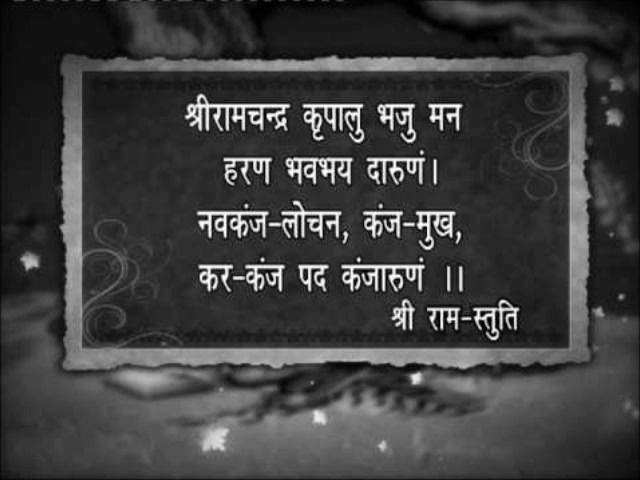 श्रीरामचन्द्र कृपालु भजु मन
हरण भवभय दारुणं।
नवकंज-लोचन, कंज-मुख,
कर-कंज पद कंजारुणं ।।
श्री राम-स्तुति